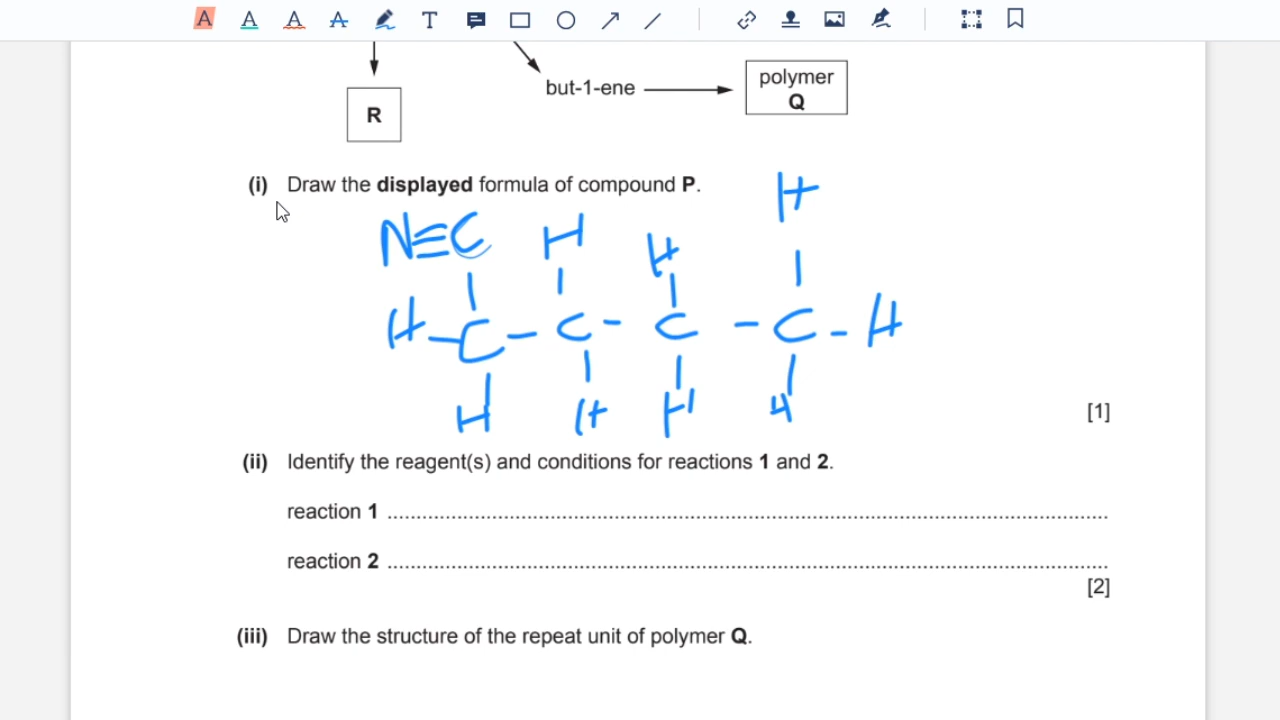 A A A A T
but-1-ene
polymer
Q
R
(i) Draw the displayed formula of compound P.
H
N≡C H H
H-C-C-C-C-H
H H H H
[1]
(ii) Identify the reagent(s) and conditions for reactions 1 and 2.
reaction 1 ........................................................................
reaction 2 ........................................................................
[2]
(iii) Draw the structure of the repeat unit of polymer Q.